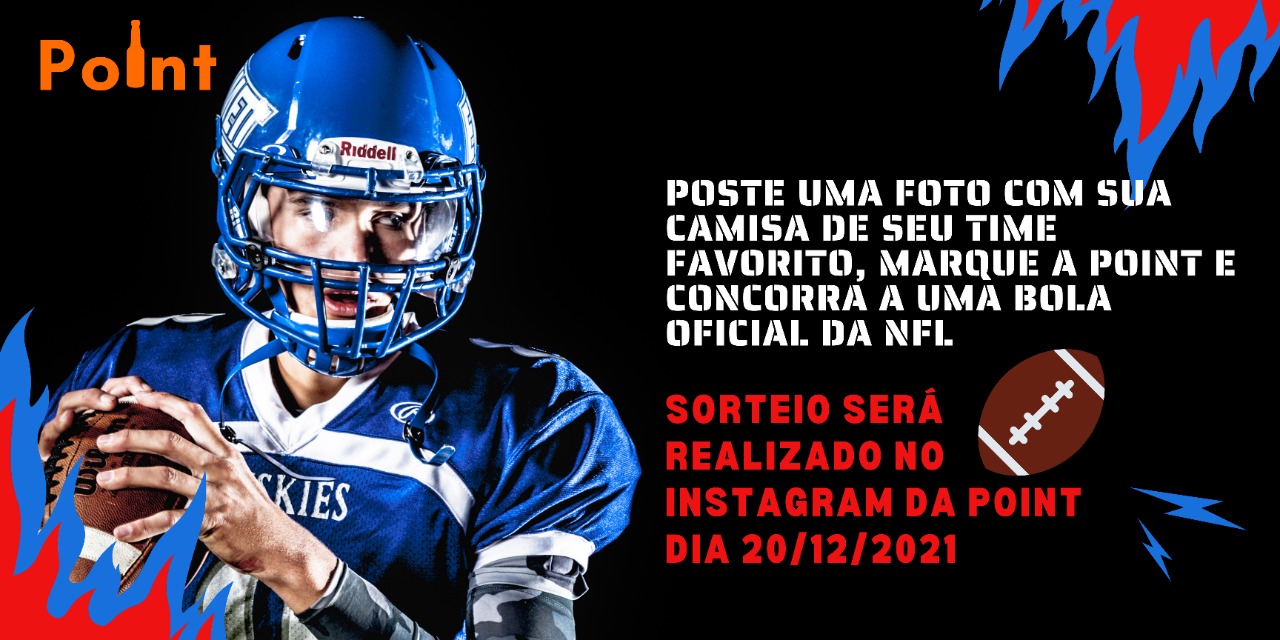 Point
Riddell
POSTE UMA FOTO COM SUA
CAMISA DE SEU TIME
FAVORITO, MARQUE A POINT E
CONCORRA A UMA BOLA
OFICIAL DA NFL
SORTEIO SERÁ
REALIZADO NO
INSTAGRAM DA POINT
DIA 20/12/2021
SKIES